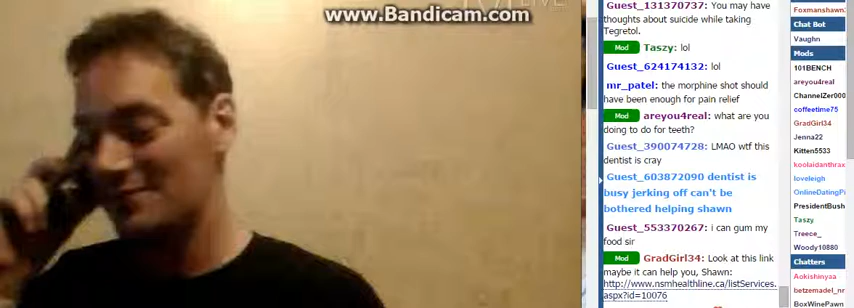 www.Bandicam.com
Guest_131370737: You may have
thoughts about suicide while taking
Tegretol.
Mod Taszy: lol
Guest_624174132: lol
mr_patel: the morphine shot should
have been enough for pain relief
Mod areyou4real: what are you
doing to do for teeth?
Guest_390074728: LMAO wtf this
dentist is cray
Guest_603872090 dentist is
busy jerking off can't be
bothered helping shawn
Guest_553370267: i can gum my
food sir
Mod GradGirl34: Look at this link
maybe it can help you, Shawn:
http://www.nsmhealthline.ca/listServices.
aspx?id=10076
Foxmanshawn
Chat Bot
Vaughn
Mods
101BENCH
areyou4real
ChannelZer000
coffeetime75
GradGirl34
Jenna22
Kitten5533
koolaidanthrax
loveleigh
OnlineDatingPa
PresidentBush
Taszy
Treece_
Woody10880
Chatters
Aokishinyaa
betzemadel_nr
BoxWinePawn